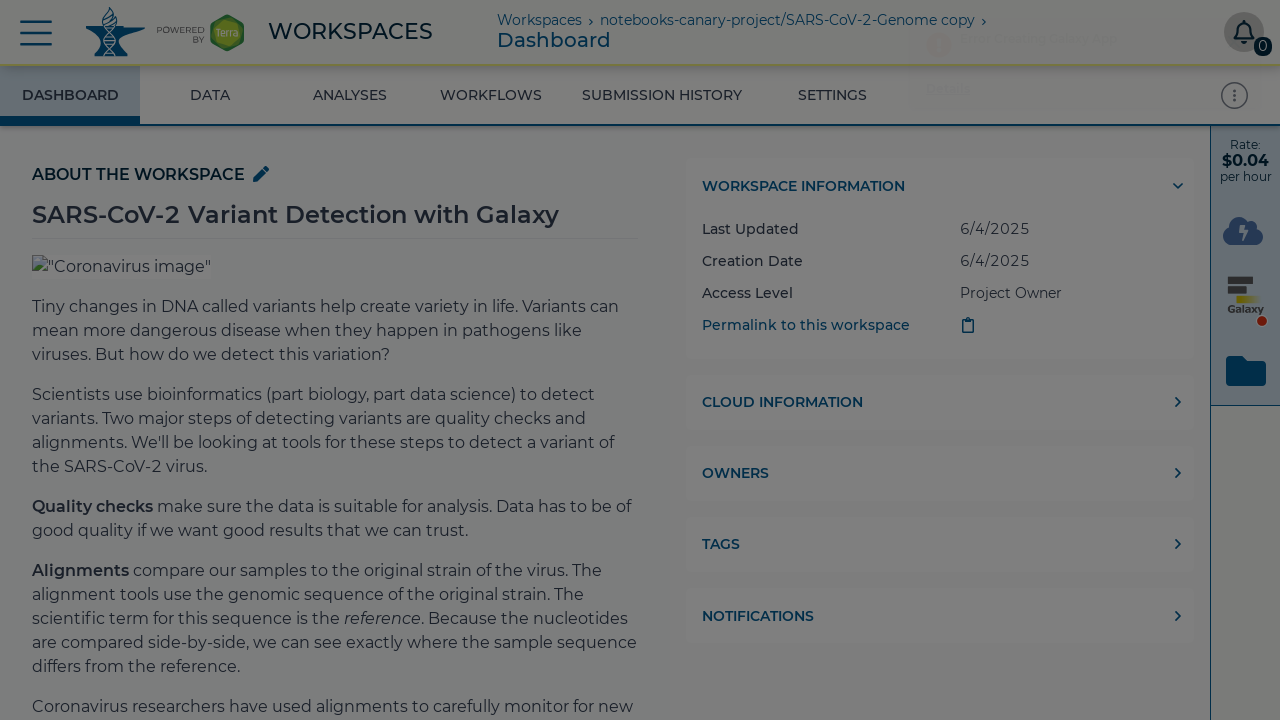 POWERED
BY
Terra
WORKSPACES
Workspaces › notebooks-canary-project/SARS-CoV-2-Genome copy ›
Dashboard
0
DASHBOARD
DATA
ANALYSES
WORKFLOWS
SUBMISSION HISTORY
SETTINGS
Rate:
$0.04
per hour
Galaxy
ABOUT THE WORKSPACE
SARS-CoV-2 Variant Detection with Galaxy
"Coronavirus image"
Tiny changes in DNA called variants help create variety in life. Variants can
mean more dangerous disease when they happen in pathogens like
viruses. But how do we detect this variation?
Scientists use bioinformatics (part biology, part data science) to detect
variants. Two major steps of detecting variants are quality checks and
alignments. We'll be looking at tools for these steps to detect a variant of
the SARS-CoV-2 virus.
Quality checks make sure the data is suitable for analysis. Data has to be of
good quality if we want good results that we can trust.
Alignments compare our samples to the original strain of the virus. The
alignment tools use the genomic sequence of the original strain. The
scientific term for this sequence is the reference. Because the nucleotides
are compared side-by-side, we can see exactly where the sample sequence
differs from the reference.
Coronavirus researchers have used alignments to carefully monitor for new
WORKSPACE INFORMATION
Last Updated 6/4/2025
Creation Date 6/4/2025
Access Level Project Owner
Permalink to this workspace
CLOUD INFORMATION
OWNERS
TAGS
NOTIFICATIONS